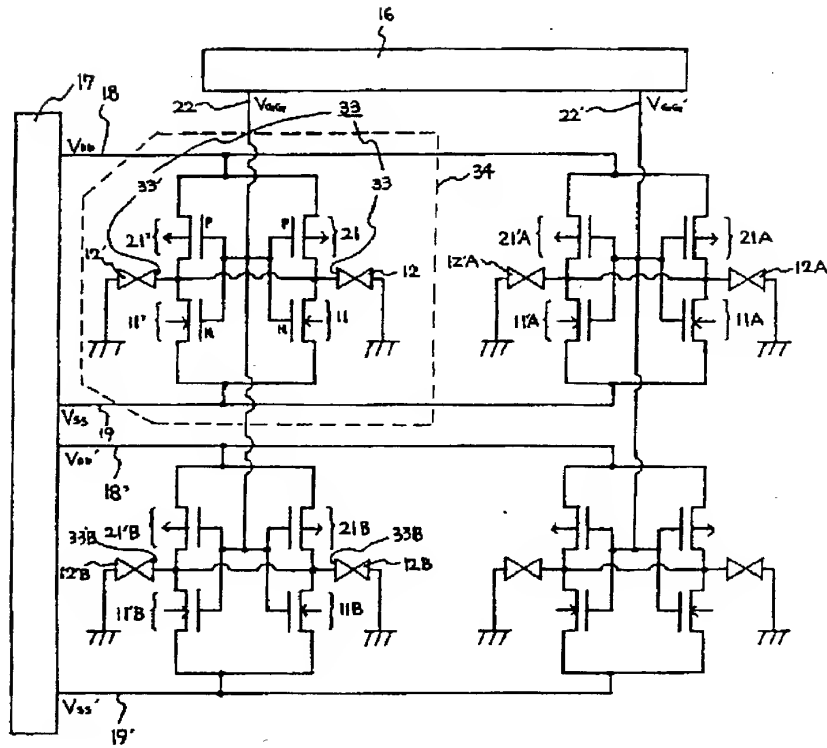 16
17
18
22
VGG
33
22'
VGG'
VDD
33'
33
34
P
P
21'
21
21'A
21A
12'
12
12'A
12A
11'
N
N
11
11'A
11A
VSS
19
VDD'
18'
21'B
21B
33'B
33B
12'B
12B
11'B
11B
VSS'
19'